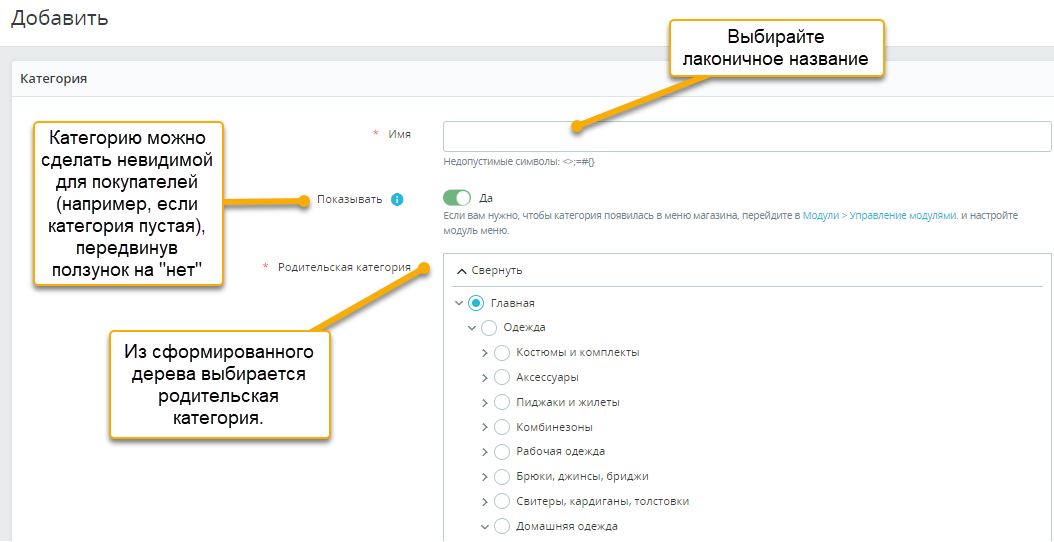 Добавить
Выбирайте
лаконичное название
Категория
* Имя
Недопустимые символы: <>;=#{}
Категорию можно
сделать невидимой
для покупателей
(например, если
категория пустая),
передвинув
ползунок на "нет"
Показывать
Да
Если вам нужно, чтобы категория появилась в меню магазина, перейдите в Модули > Управление модулями. и настройте
модуль меню.
* Родительская категория
Свернуть
Главная
Одежда
Костюмы и комплекты
Аксессуары
Пиджаки и жилеты
Комбинезоны
Рабочая одежда
Брюки, джинсы, бриджи
Свитеры, кардиганы, толстовки
Домашняя одежда
Из сформированного
дерева выбирается
родительская
категория.